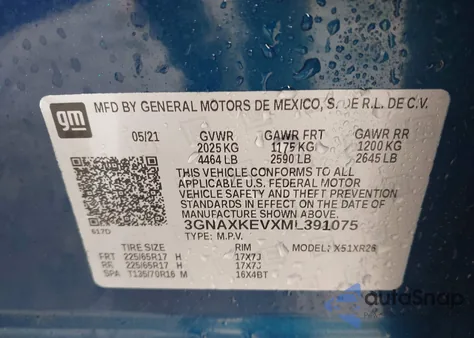 gm
MFD BY GENERAL MOTORS DE MEXICO, S. DE R.L. DE C.V.
05/21 GVWR GAWR FRT GAWR RR
2025 KG 1175 KG 1200 KG
4464 LB 2590 LB 2645 LB
THIS VEHICLE CONFORMS TO ALL
APPLICABLE U.S. FEDERAL MOTOR
VEHICLE SAFETY AND THEFT PREVENTION
STANDARDS IN EFFECT ON THE DATE OF
MANUFACTURE SHOWN ABOVE.
617D
3GNAXKEVXML391075
TYPE: M.P.V. MODEL: X51XR26
TIRE SIZE RIM
FRT 225/65R17 H 17X7J
RR 225/65R17 H 17X7J
SPA T135/70R16 M 16X4BT
AutoSnap